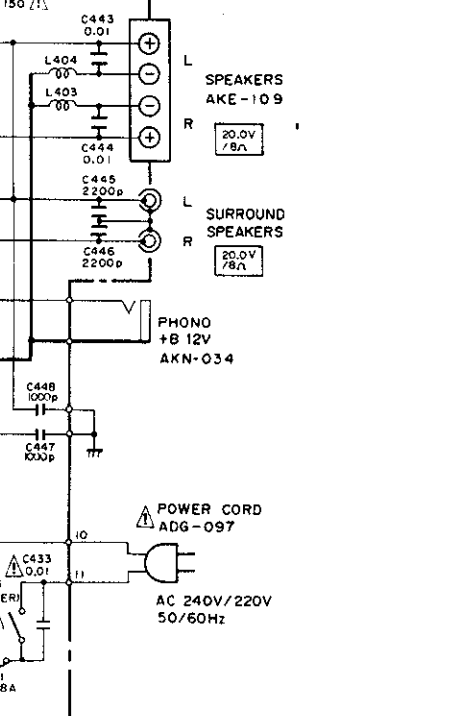 150
C443
0.01
+
L
L404
-
SPEAKERS
AKE-109
L403
-
R
+
20.0V
/8Ω
C444
0.01
C445
2200p
L
SURROUND
SPEAKERS
R
C446
2200p
20.0V
/8Ω
PHONO
+B 12V
AKN-034
C448
1000p
C447
1000p
POWER CORD
ADG-097
10
C433
0.01
11
ER)
AC 240V/220V
50/60Hz
8A